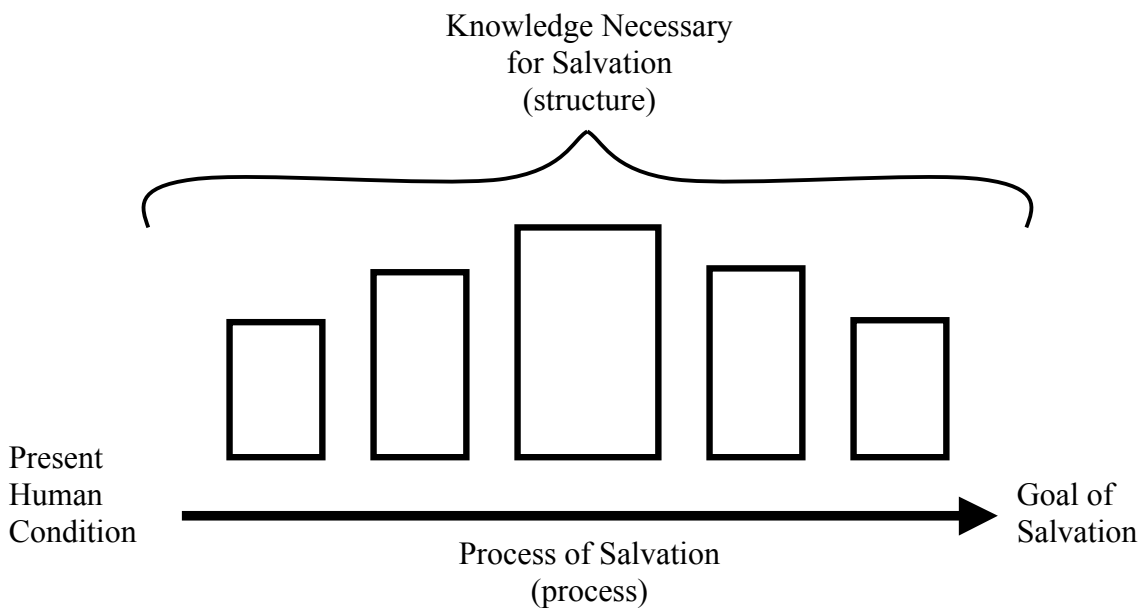 Knowledge Necessary
for Salvation
(structure)
Present
Human
Condition
Goal of
Salvation
Process of Salvation
(process)